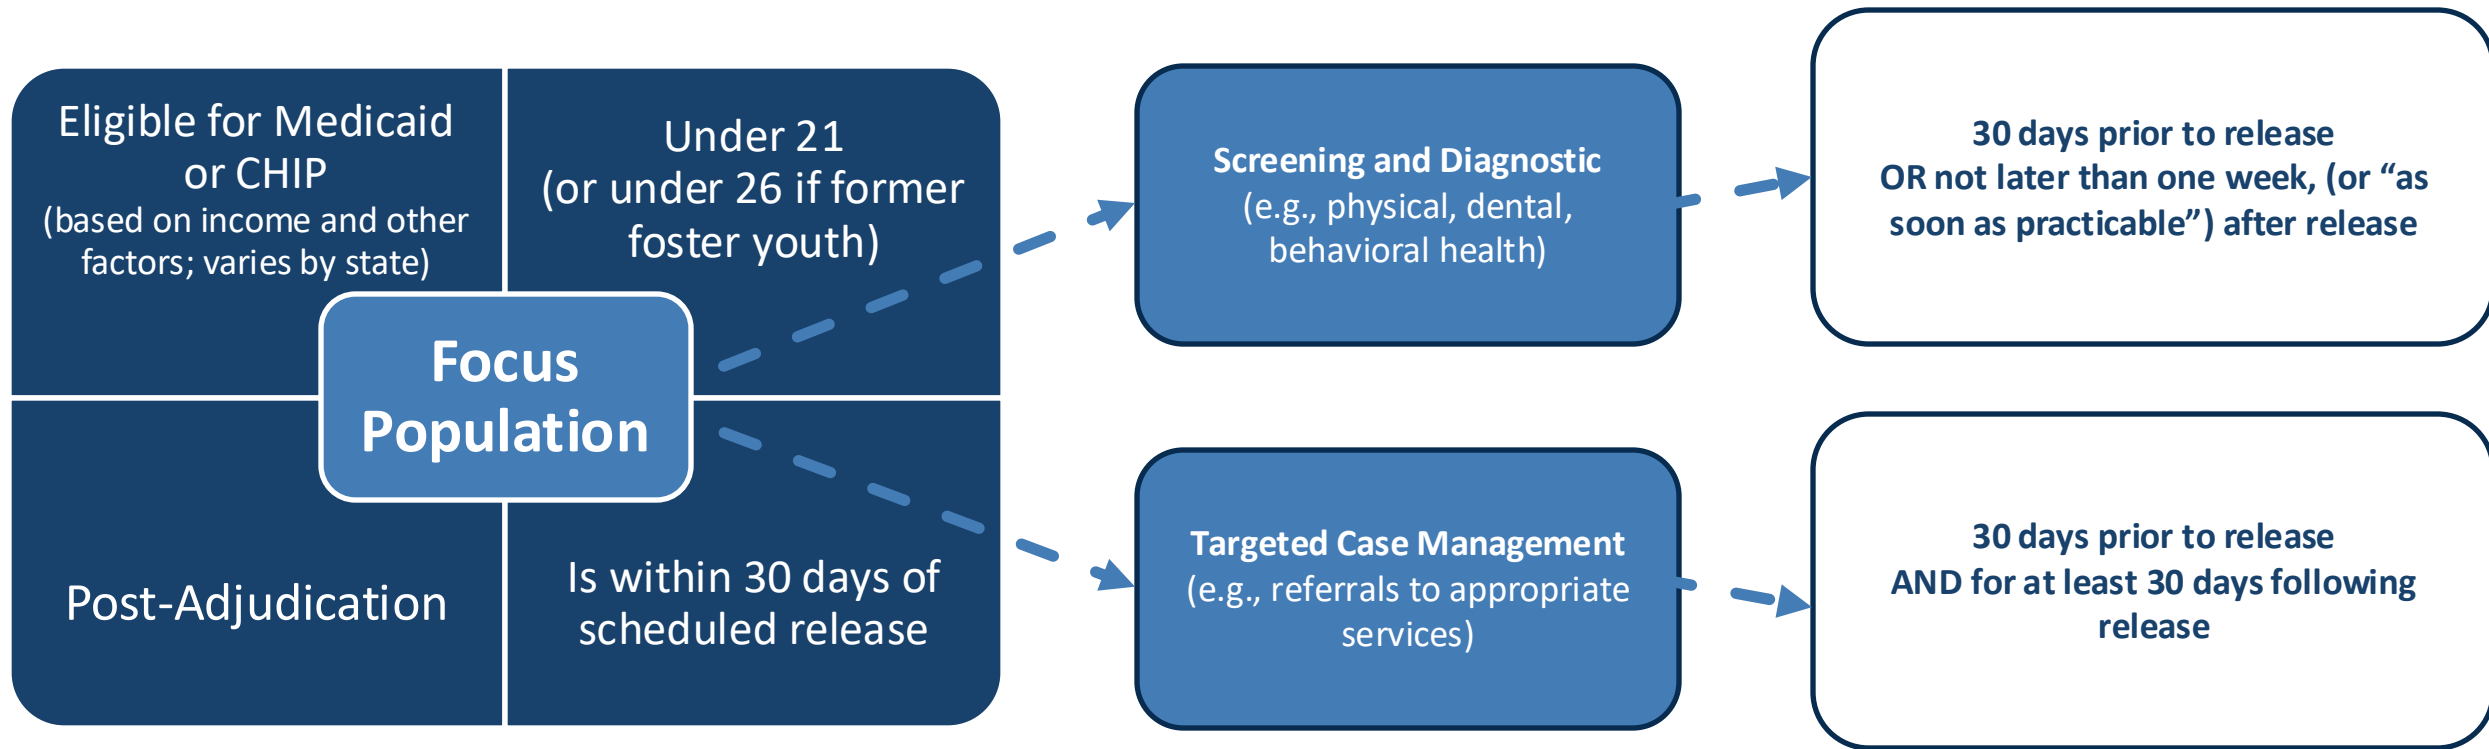 Eligible for Medicaid
or CHIP
(based on income and other
factors; varies by state)
Under 21
(or under 26 if former
foster youth)
Focus
Population
Post-Adjudication
Is within 30 days of
scheduled release
Screening and Diagnostic
(e.g., physical, dental,
behavioral health)
30 days prior to release
OR not later than one week, (or “as
soon as practicable”) after release
Targeted Case Management
(e.g., referrals to appropriate
services)
30 days prior to release
AND for at least 30 days following
release